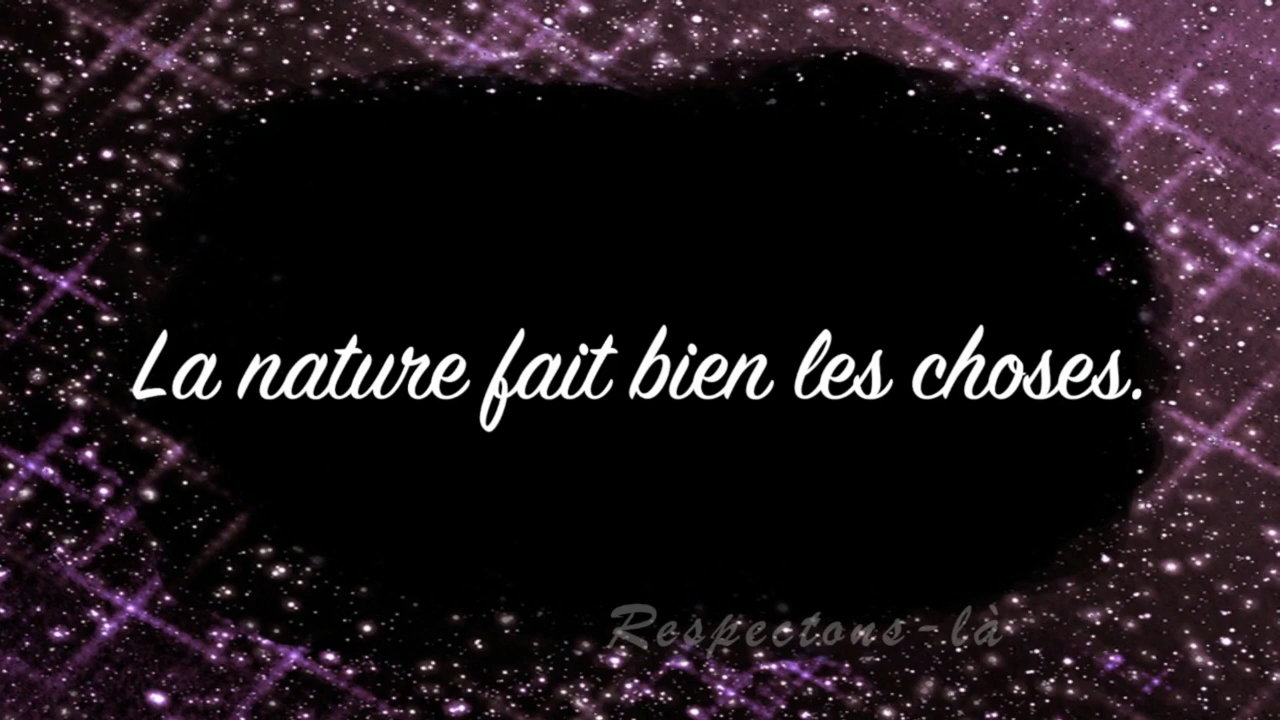 La nature fait bien les choses.
Respectons-là